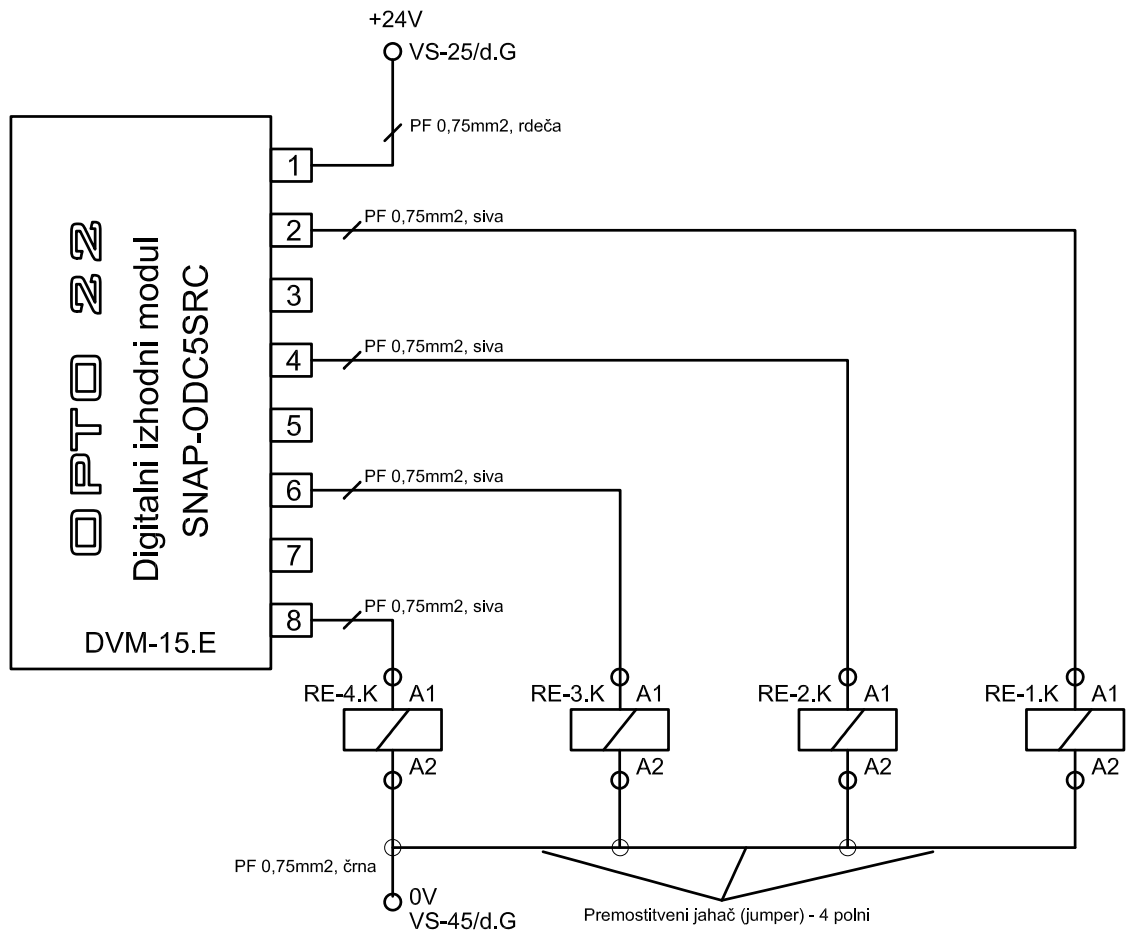 +24V
VS-25/d.G
PF 0,75mm2, rdeča
1
2
3
4
5
6
7
8
PF 0,75mm2, siva
PF 0,75mm2, siva
PF 0,75mm2, siva
PF 0,75mm2, siva
OPTO 22
Digitalni izhodni modul
SNAP-ODC5SRC
DVM-15.E
RE-4.K A1
A2
RE-3.K A1
A2
RE-2.K A1
A2
RE-1.K A1
A2
PF 0,75mm2, črna
0V
VS-45/d.G
Premostitveni jahač (jumper) - 4 polni